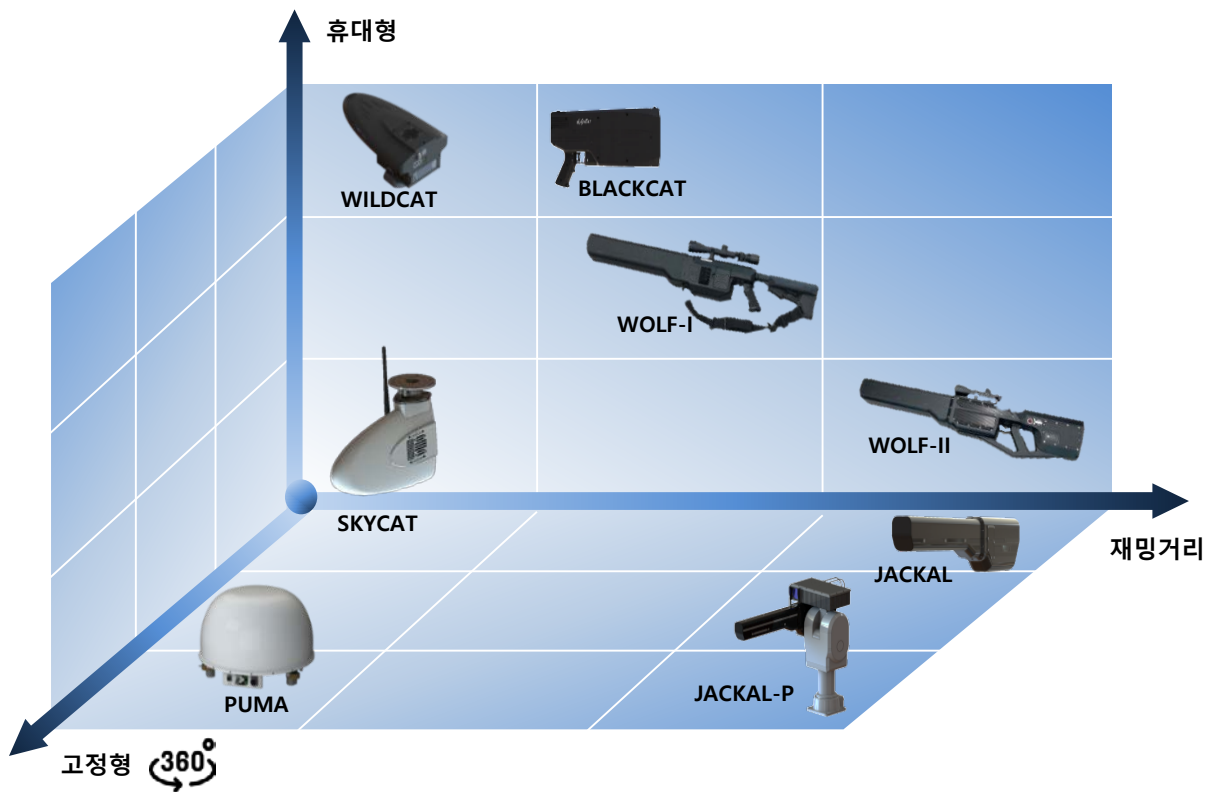 휴대형
WILDCAT
BLACKCAT
WOLF-I
WOLF-II
SKYCAT
재밍거리
JACKAL
JACKAL-P
PUMA
고정형 360°